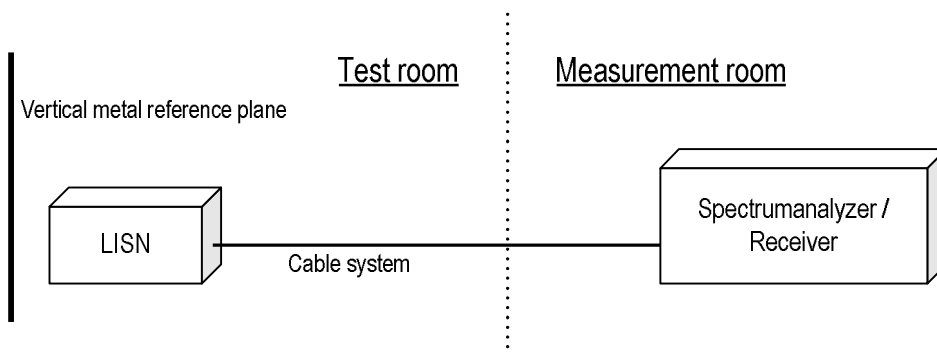 Test room
Measurement room
Vertical metal reference plane
LISN
Cable system
Spectrumanalyzer /
Receiver